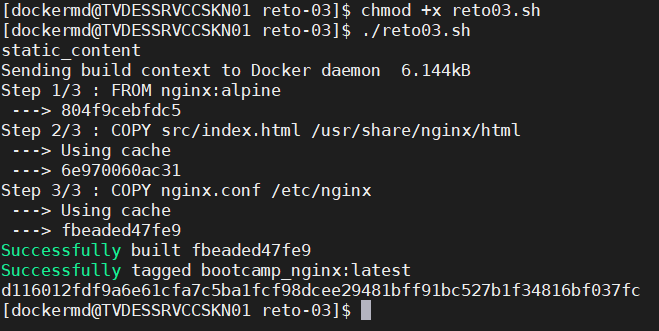 [dockermd@TVDESSRVCCSKN01 reto-03]$ chmod +x reto03.sh
[dockermd@TVDESSRVCCSKN01 reto-03]$ ./reto03.sh
static_content
Sending build context to Docker daemon  6.144kB
Step 1/3 : FROM nginx:alpine
 ---> 804f9cebfdc5
Step 2/3 : COPY src/index.html /usr/share/nginx/html
 ---> Using cache
 ---> 6e970060ac31
Step 3/3 : COPY nginx.conf /etc/nginx
 ---> Using cache
 ---> fbeaded47fe9
Successfully built fbeaded47fe9
Successfully tagged bootcamp_nginx:latest
d116012fdf9a6e61cfa7c5ba1fcf98dcee29481bff91bc527b1f34816bf037fc
[dockermd@TVDESSRVCCSKN01 reto-03]$